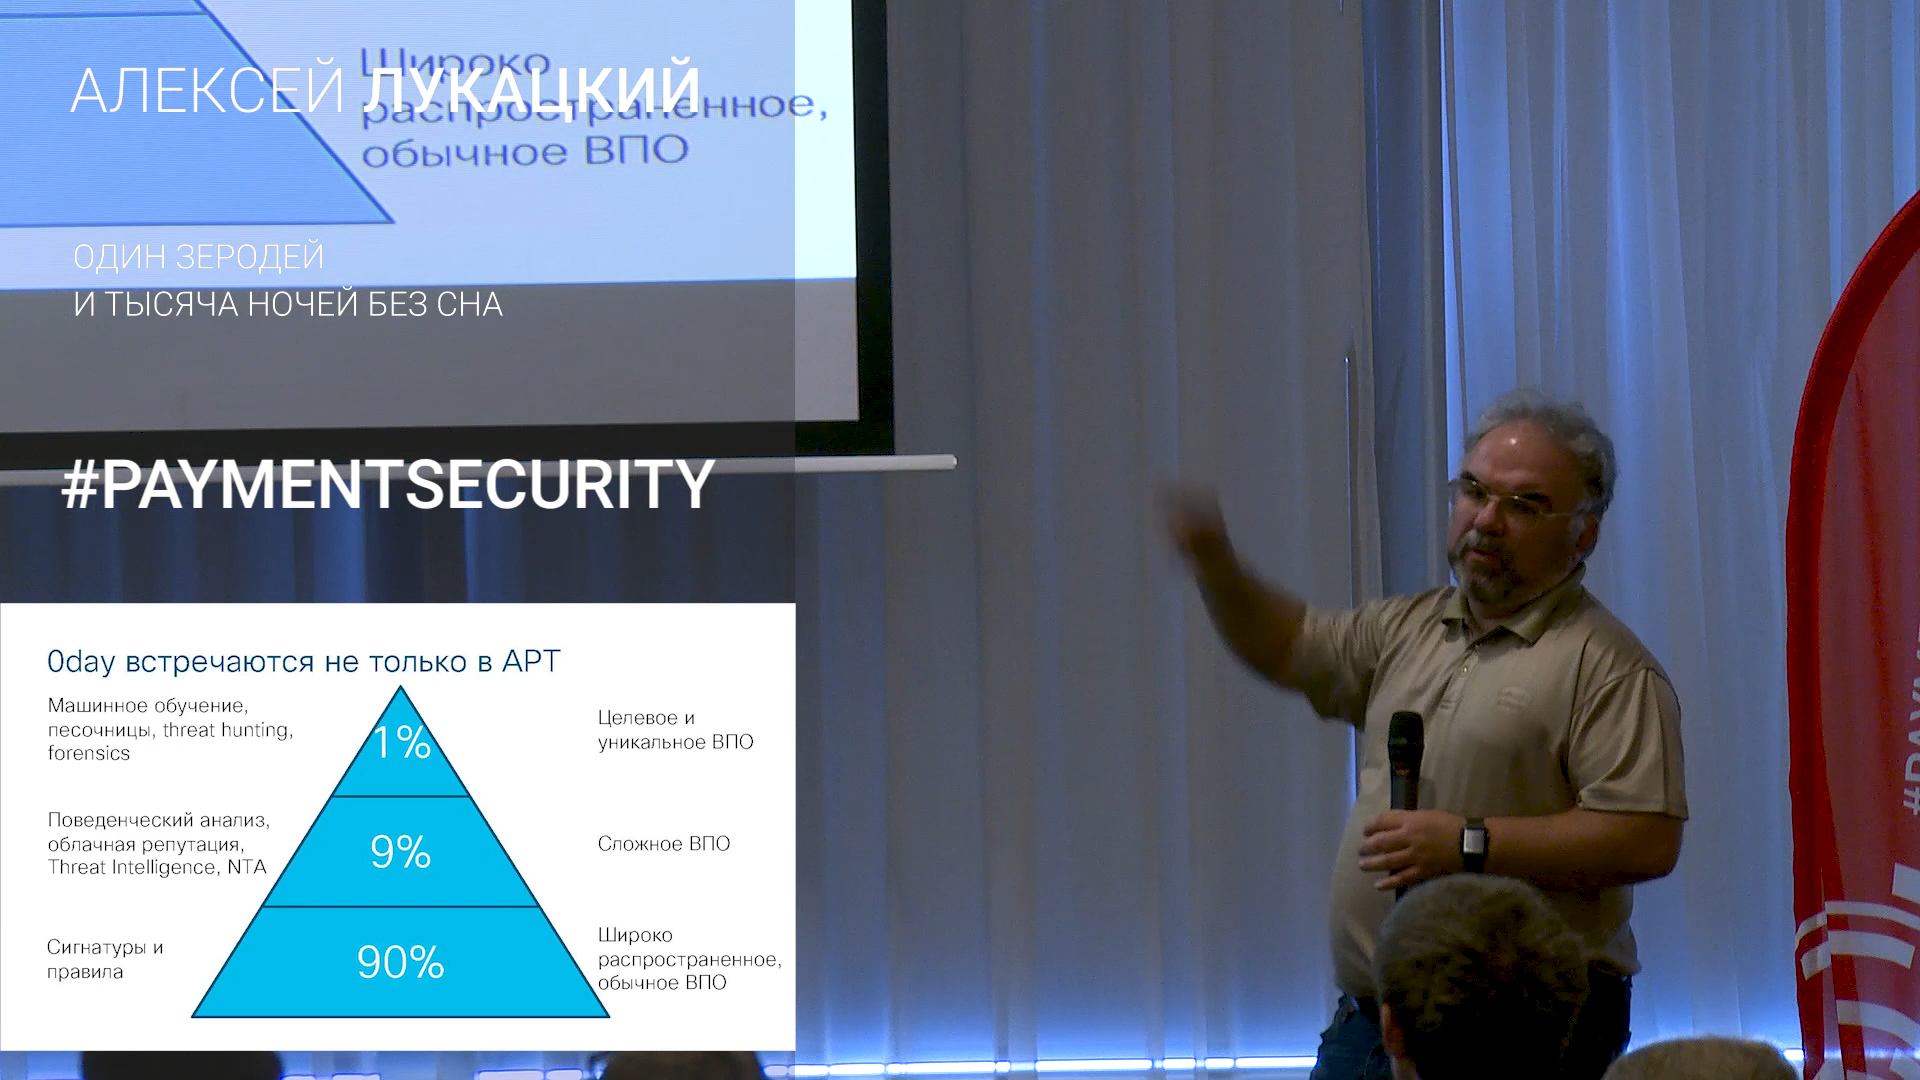 АЛЕКСЕЙ ЛУКАЦКИЙ
Широко
распространенное,
обычное ВПО
ОДИН ЗЕРОДЕЙ
И ТЫСЯЧА НОЧЕЙ БЕЗ СНА
#PAYMENTSECURITY
0day встречаются не только в APT
Машинное обучение,
песочницы, threat hunting,
forensics
1%
Целевое и
уникальное ВПО
Поведенческий анализ,
облачная репутация,
Threat Intelligence, NTA
9%
Сложное ВПО
Сигнатуры и
правила
90%
Широко
распространенное,
обычное ВПО